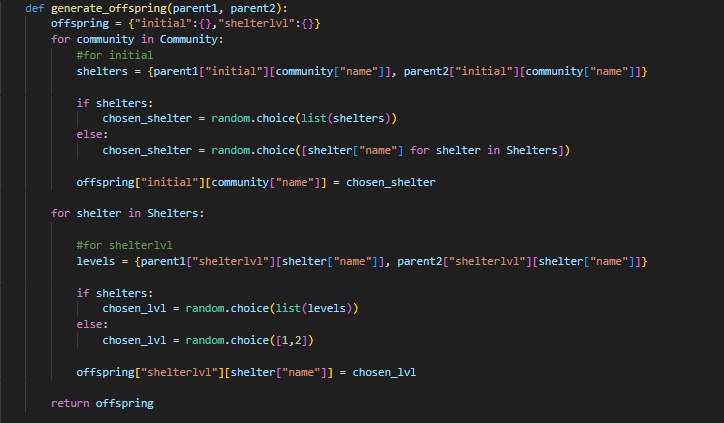 def generate_offspring(parent1, parent2):
    offspring = {"initial":{},"shelterlvl":{}}
    for community in Community:
        #for initial
        shelters = {parent1["initial"][community["name"]], parent2["initial"][community["name"]]}
        if shelters:
            chosen_shelter = random.choice(list(shelters))
        else:
            chosen_shelter = random.choice([shelter["name"] for shelter in Shelters])
        offspring["initial"][community["name"]] = chosen_shelter
    for shelter in Shelters:
        #for shelterlvl
        levels = {parent1["shelterlvl"][shelter["name"]], parent2["shelterlvl"][shelter["name"]]}
        if shelters:
            chosen_lvl = random.choice(list(levels))
        else:
            chosen_lvl = random.choice([1,2])
        offspring["shelterlvl"][shelter["name"]] = chosen_lvl
    return offspring